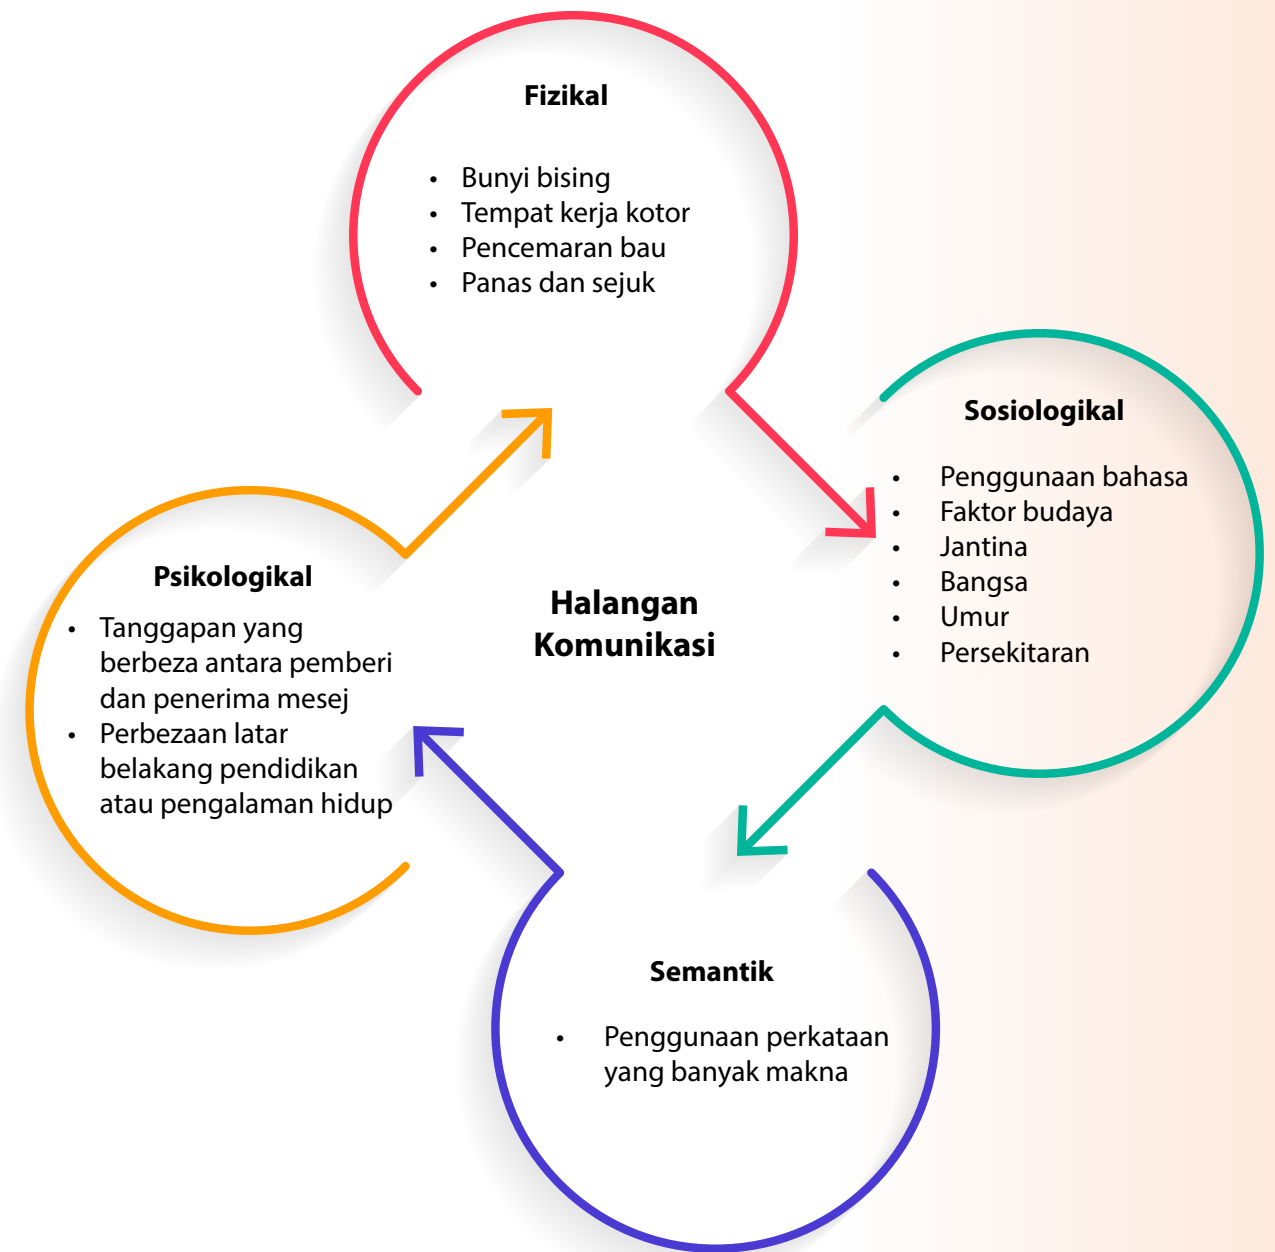 Fizikal
• Bunyi bising
• Tempat kerja kotor
• Pencemaran bau
• Panas dan sejuk
Sosiologikal
• Penggunaan bahasa
• Faktor budaya
• Jantina
• Bangsa
• Umur
• Persekitaran
Halangan
Komunikasi
Psikologikal
• Tanggapan yang
berbeza antara pemberi
dan penerima mesej
• Perbezaan latar
belakang pendidikan
atau pengalaman hidup
Semantik
• Penggunaan perkataan
yang banyak makna